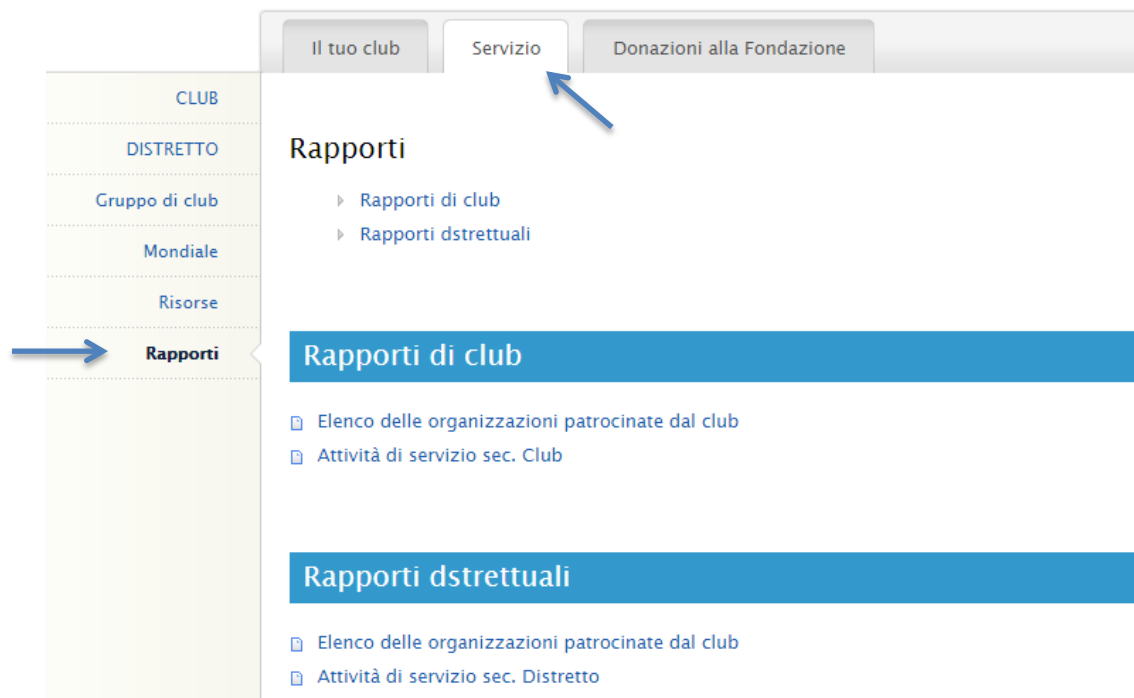 Il tuo club
Servizio
Donazioni alla Fondazione
CLUB
DISTRETTO
Gruppo di club
Mondiale
Risorse
Rapporti
Rapporti
Rapporti di club
Rapporti dstrettuali
Rapporti di club
Elenco delle organizzazioni patrocinate dal club
Attività di servizio sec. Club
Rapporti dstrettuali
Elenco delle organizzazioni patrocinate dal club
Attività di servizio sec. Distretto